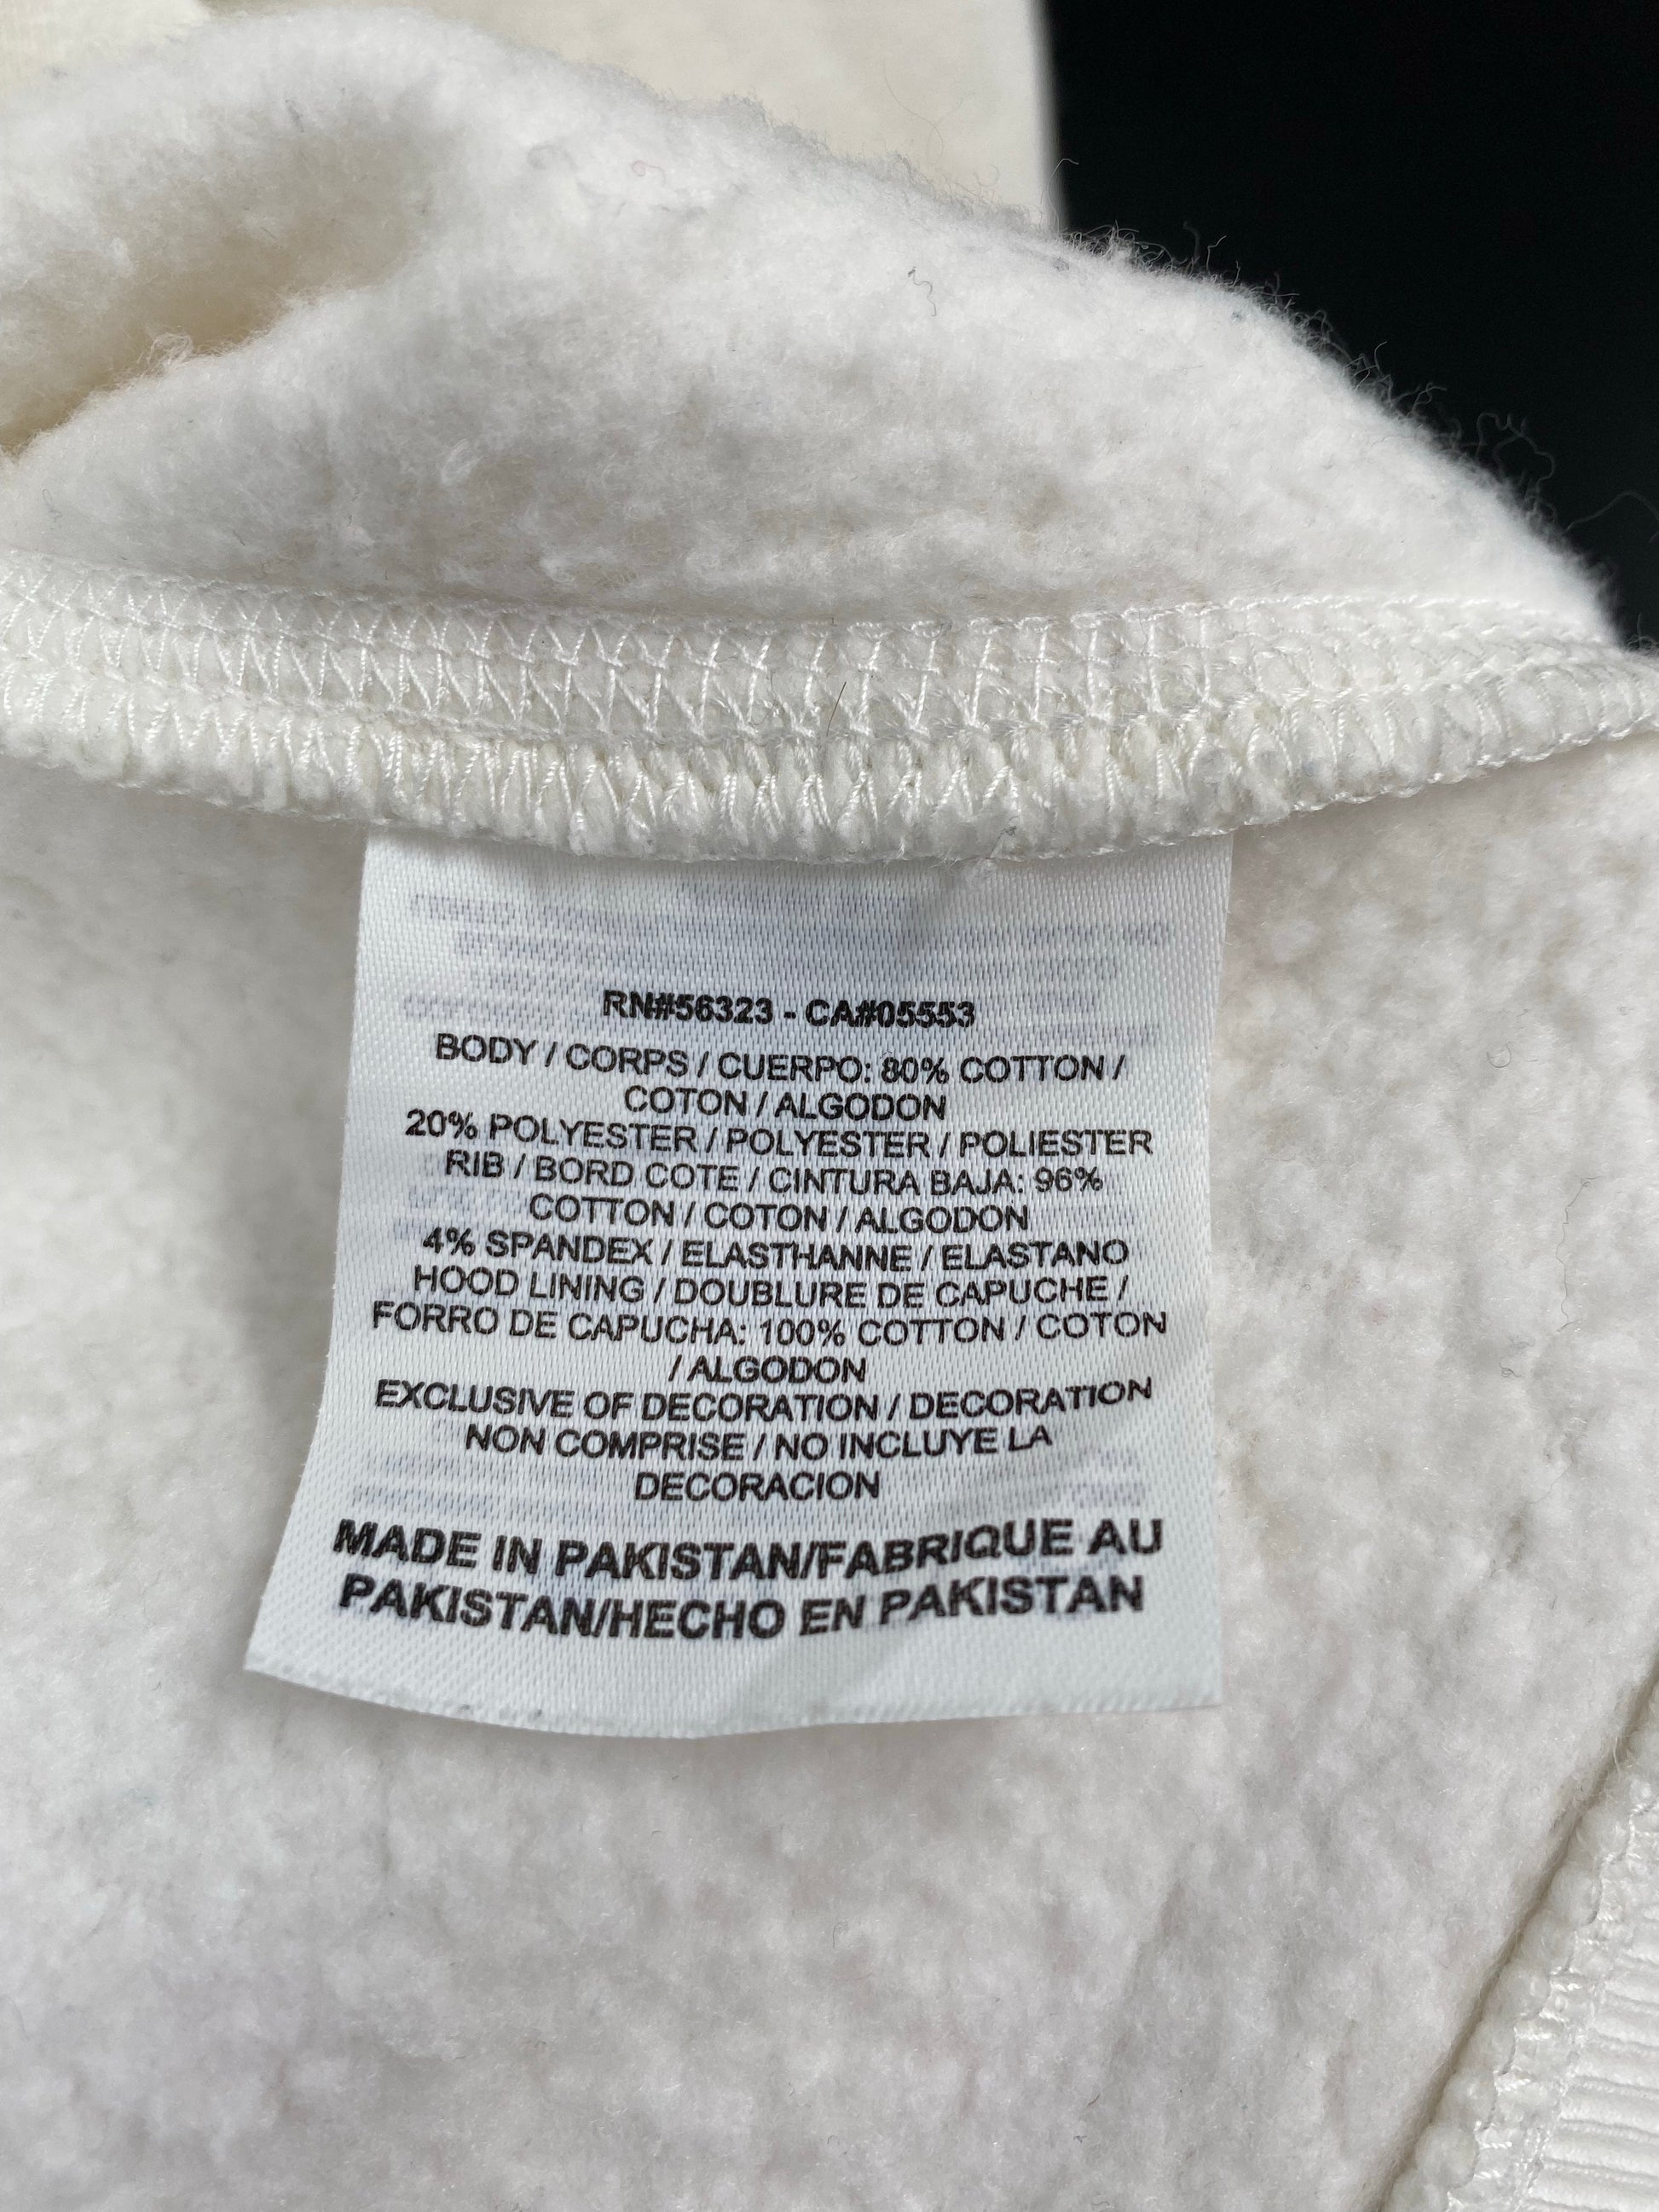 RN#56323 - CA#05553
BODY / CORPS / CUERPO: 80% COTTON /
COTON / ALGODON
20% POLYESTER / POLYESTER / POLIESTER
RIB / BORD COTE / CINTURA BAJA: 96%
COTTON / COTON / ALGODON
4% SPANDEX / ELASTHANNE / ELASTANO
HOOD LINING / DOUBLURE DE CAPUCHE /
FORRO DE CAPUCHA: 100% COTTON / COTON
/ ALGODON
EXCLUSIVE OF DECORATION / DECORATION
NON COMPRISE / NO INCLUYE LA
DECORACION
MADE IN PAKISTAN/FABRIQUE AU
PAKISTAN/HECHO EN PAKISTAN